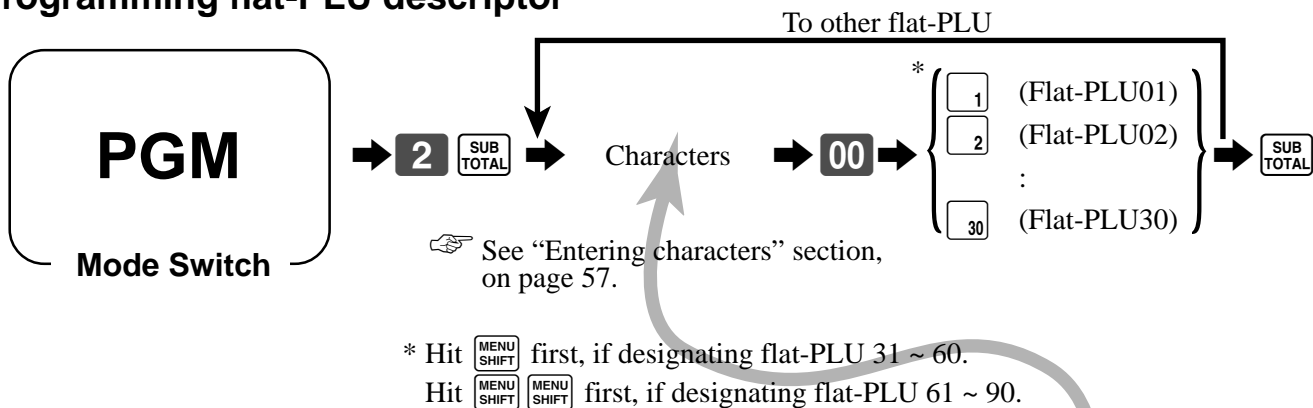 Programming flat-PLU descriptor
To other flat-PLU
PGM
Mode Switch
2 SUB TOTAL Characters 00 * 1 (Flat-PLU01)
2 (Flat-PLU02)
:
30 (Flat-PLU30)
SUB TOTAL
☞ See “Entering characters” section,
on page 57.
* Hit MENU SHIFT first, if designating flat-PLU 31 ~ 60.
Hit MENU SHIFT MENU SHIFT first, if designating flat-PLU 61 ~ 90.